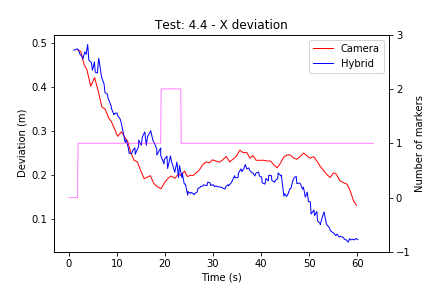 Test: 4.4 - X deviation
Camera
Hybrid
Deviation (m)
0.5
0.4
0.3
0.2
0.1
3
2
1
0
−1
Number of markers
0 10 20 30 40 50 60
Time (s)